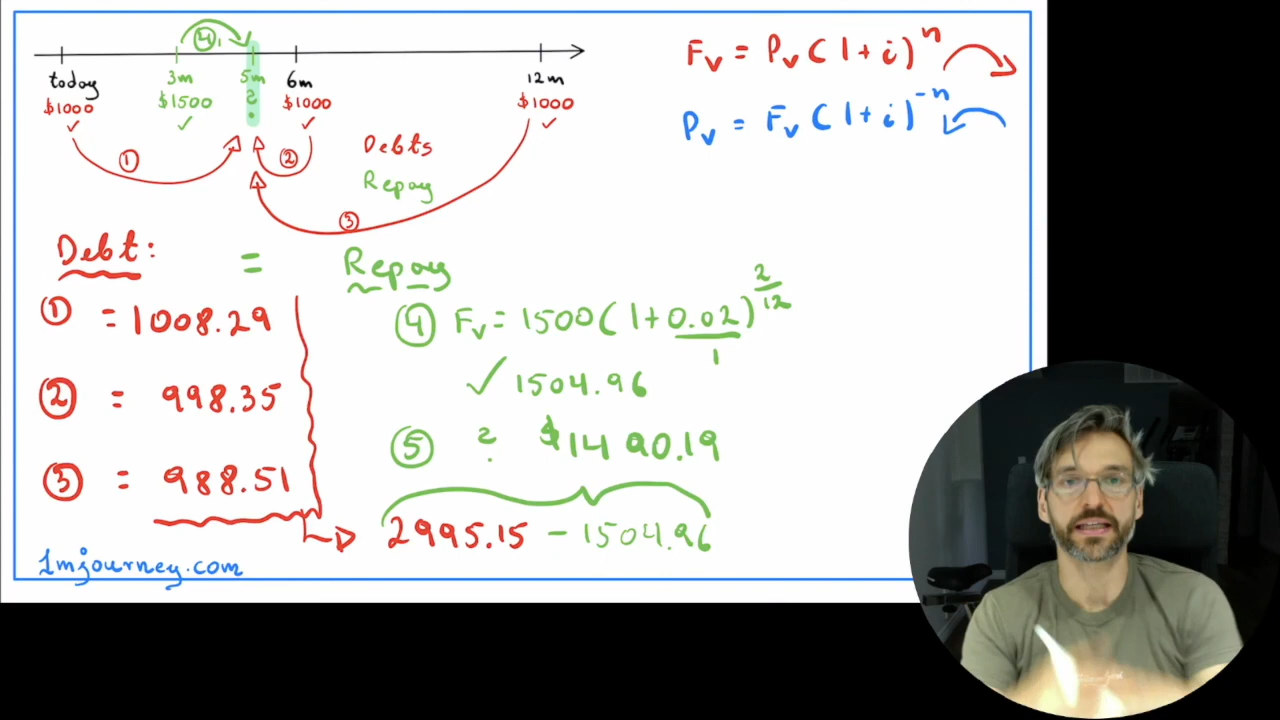 ④
today 3m 5m 6m 12m
$1000 $1500 ? $1000 $1000
① ② ③
Debts
Repay
Fv = Pv (1+i)^n
Pv = Fv (1+i)^-n
Debt: = Repay
① = 1008.29
② = 998.35
③ = 988.51
④ Fv = 1500(1+0.02/1)^2/12
✓ 1504.96
⑤ ? $1490.19
2995.15 - 1504.96
1mjourney.com